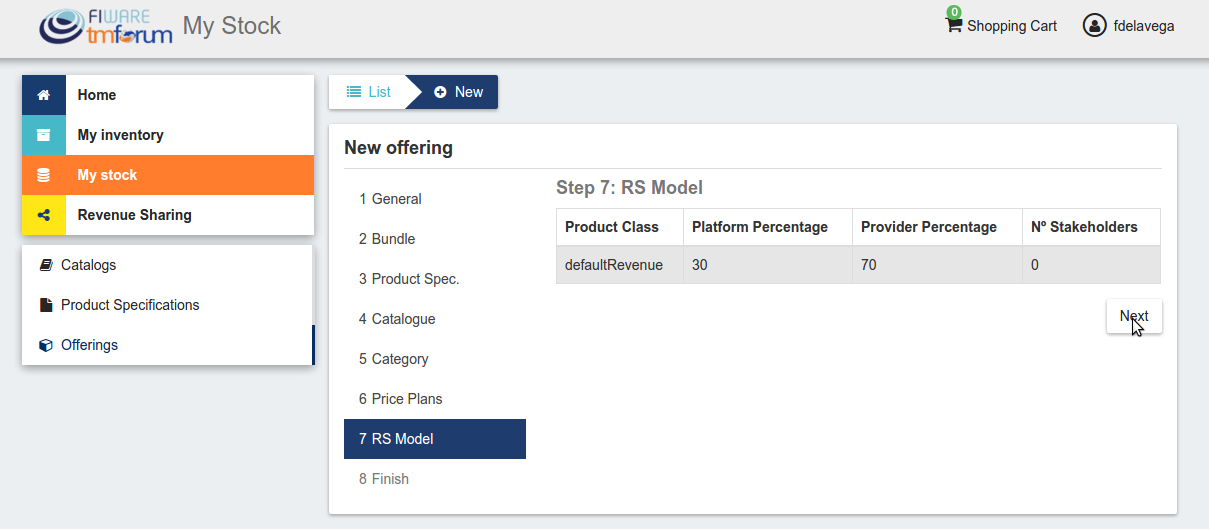 FIWARE
tmforum
My Stock
0
Shopping Cart
fdelavega
Home
My inventory
My stock
Revenue Sharing
Catalogs
Product Specifications
Offerings
List
New
New offering
1 General
2 Bundle
3 Product Spec.
4 Catalogue
5 Category
6 Price Plans
7 RS Model
8 Finish
Step 7: RS Model
Product Class Platform Percentage Provider Percentage Nº Stakeholders
defaultRevenue 30 70 0
Next